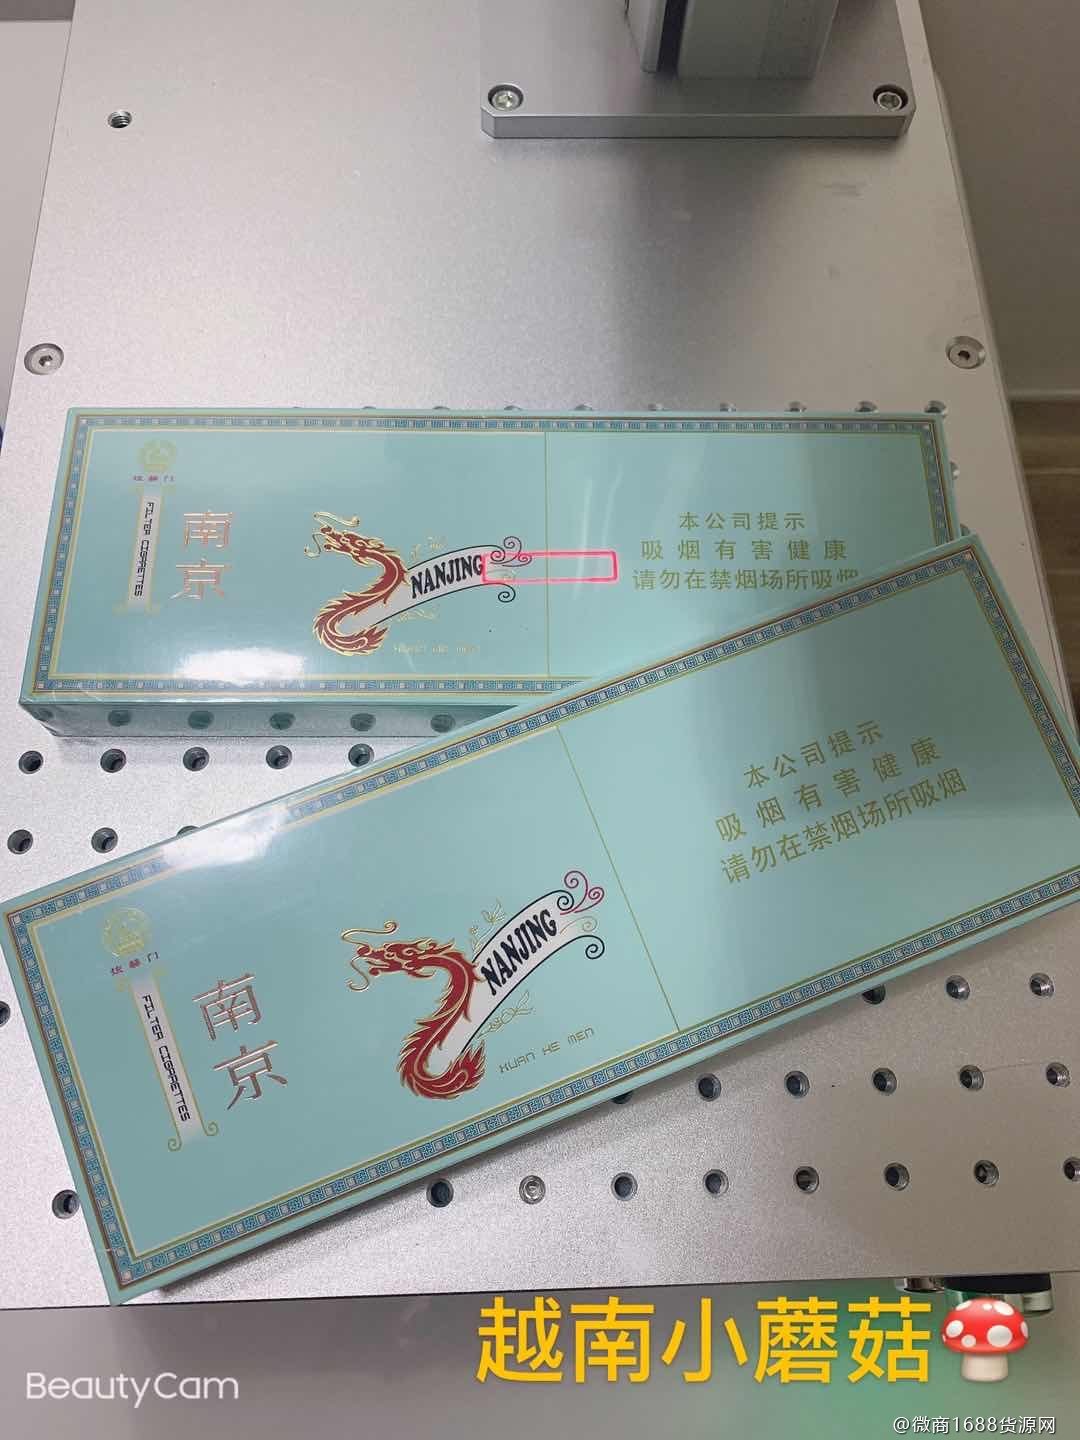 炫赫门
FILTER CIGARETTES
南京
NANJING
XUAN HE MEN
本公司提示
吸烟有害健康
请勿在禁烟场所吸烟
炫赫门
FILTER CIGARETTES
南京
NANJING
XUAN HE MEN
本公司提示
吸烟有害健康
请勿在禁烟场所吸烟
越南小蘑菇🍄
BeautyCam
@微商1688货源网